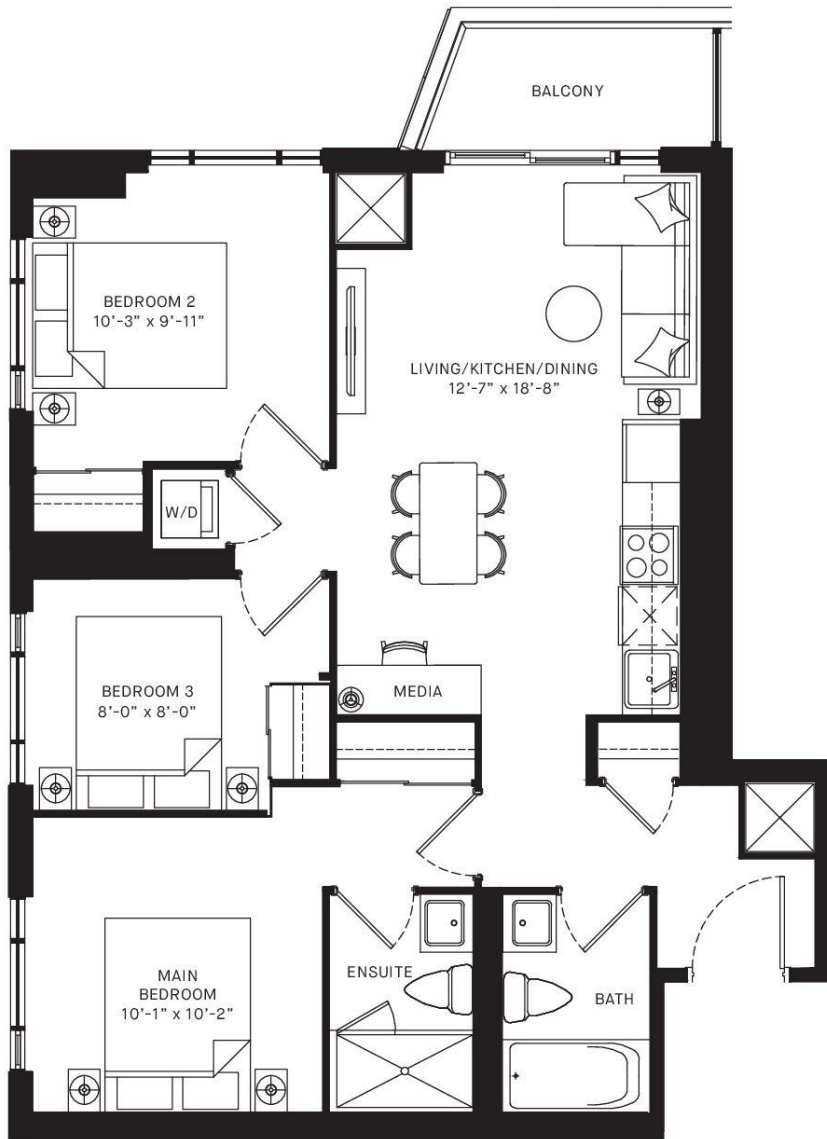 BALCONY
BEDROOM 2
10’-3” x 9’-11”
LIVING/KITCHEN/DINING
12’-7” x 18’-8”
W/D
BEDROOM 3
8’-0” x 8’-0”
MEDIA
MAIN
BEDROOM
10’-1” x 10’-2”
ENSUITE
BATH